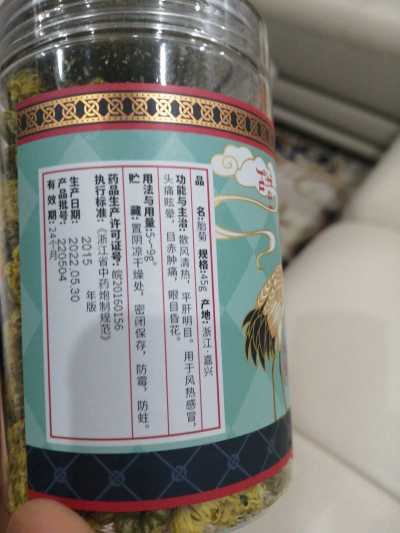 品名:胎菊 规格:45g 产地:浙江·嘉兴
功能与主治:散风清热,平肝明目。用于风热感冒,
头痛眩晕,目赤肿痛,眼目昏花。
用法与用量:5~9g。
贮藏:置阴凉干燥处,密闭保存,防霉,防蛀。
药品生产许可证号:皖20160156
执行标准:《浙江省中药炮制规范》
2015年版
生产日期:2022.05.30
产品批号:220504
有效期:24个月